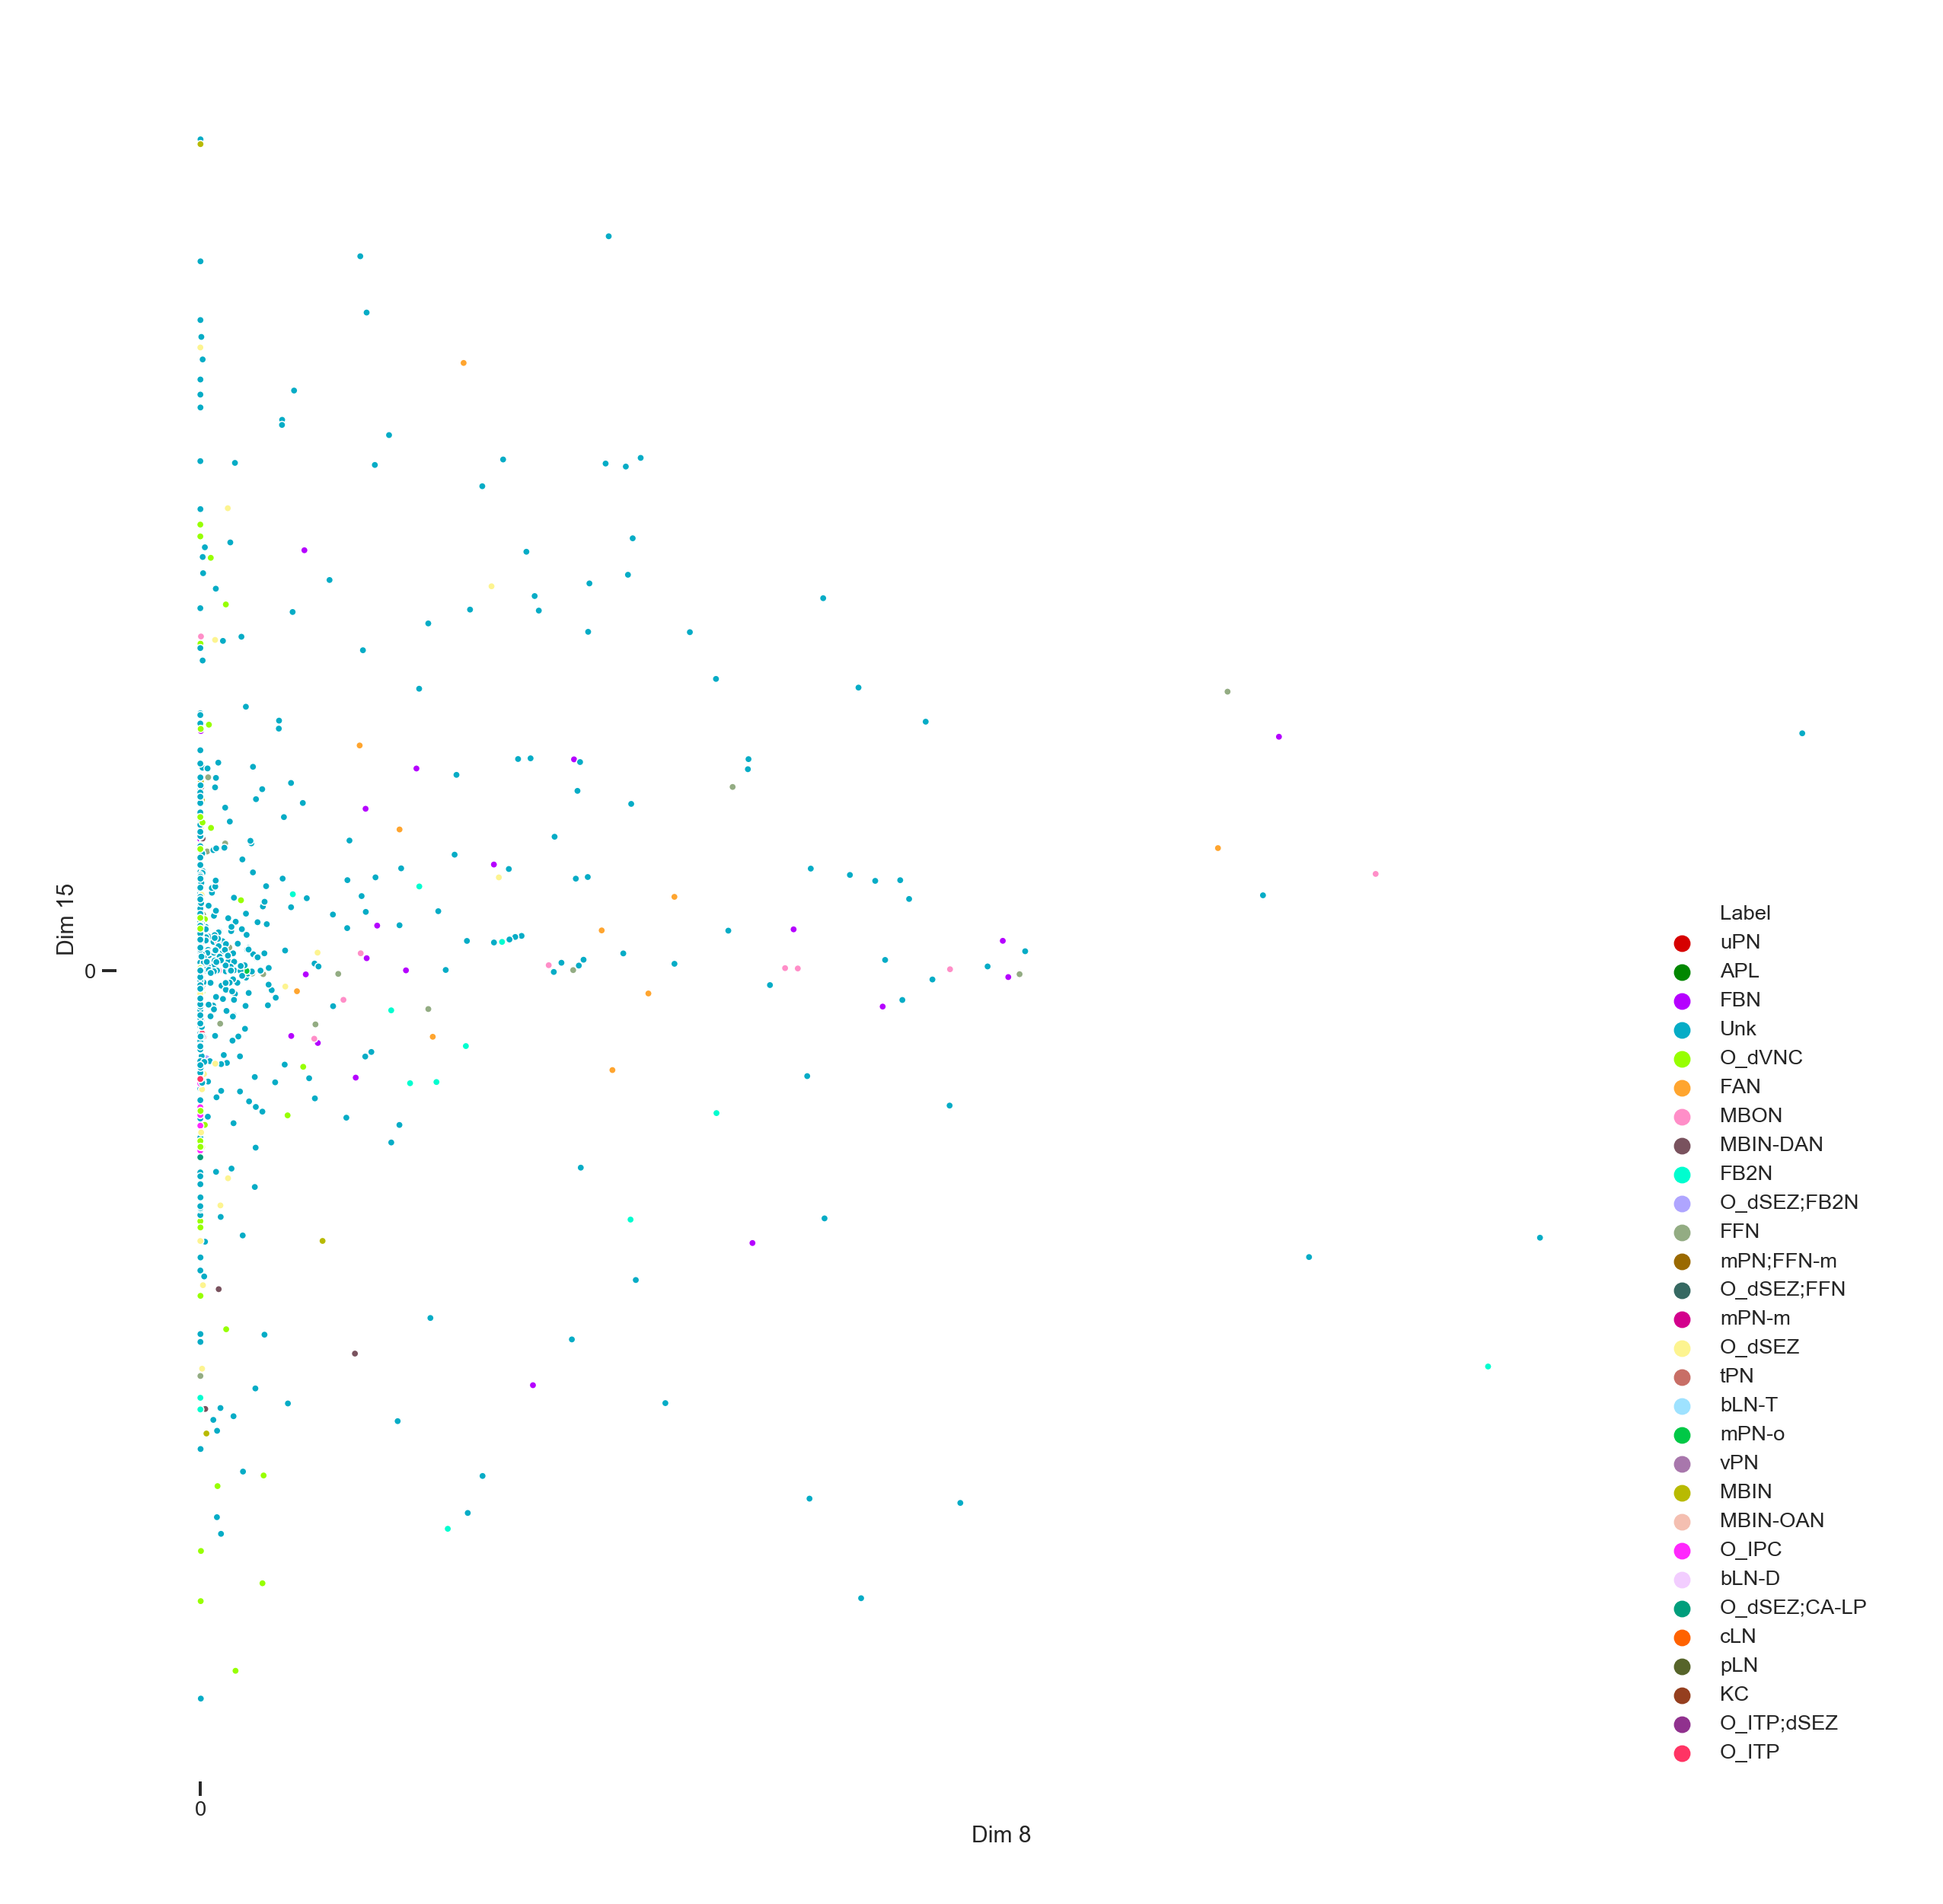 Dim 15
0
Label
uPN
APL
FBN
Unk
O_dVNC
FAN
MBON
MBIN-DAN
FB2N
O_dSEZ;FB2N
FFN
mPN;FFN-m
O_dSEZ;FFN
mPN-m
O_dSEZ
tPN
bLN-T
mPN-o
vPN
MBIN
MBIN-OAN
O_IPC
bLN-D
O_dSEZ;CA-LP
cLN
pLN
KC
O_ITP;dSEZ
O_ITP
0
Dim 8